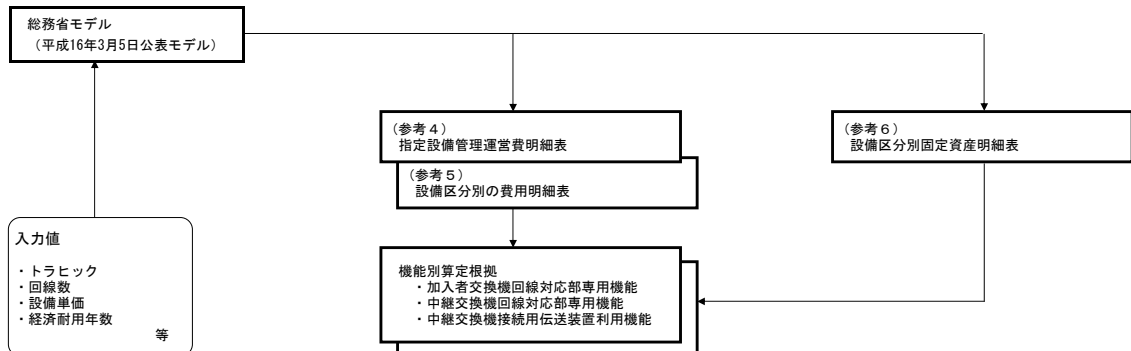 総務省モデル
（平成16年3月5日公表モデル）
（参考４）
指定設備管理運営費明細表
（参考６）
設備区分別固定資産明細表
（参考５）
設備区分別の費用明細表
入力値
・トラヒック
・回線数
・設備単価
・経済耐用年数
等
機能別算定根拠
・加入者交換機回線対応部専用機能
・中継交換機回線対応部専用機能
・中継交換機接続用伝送装置利用機能